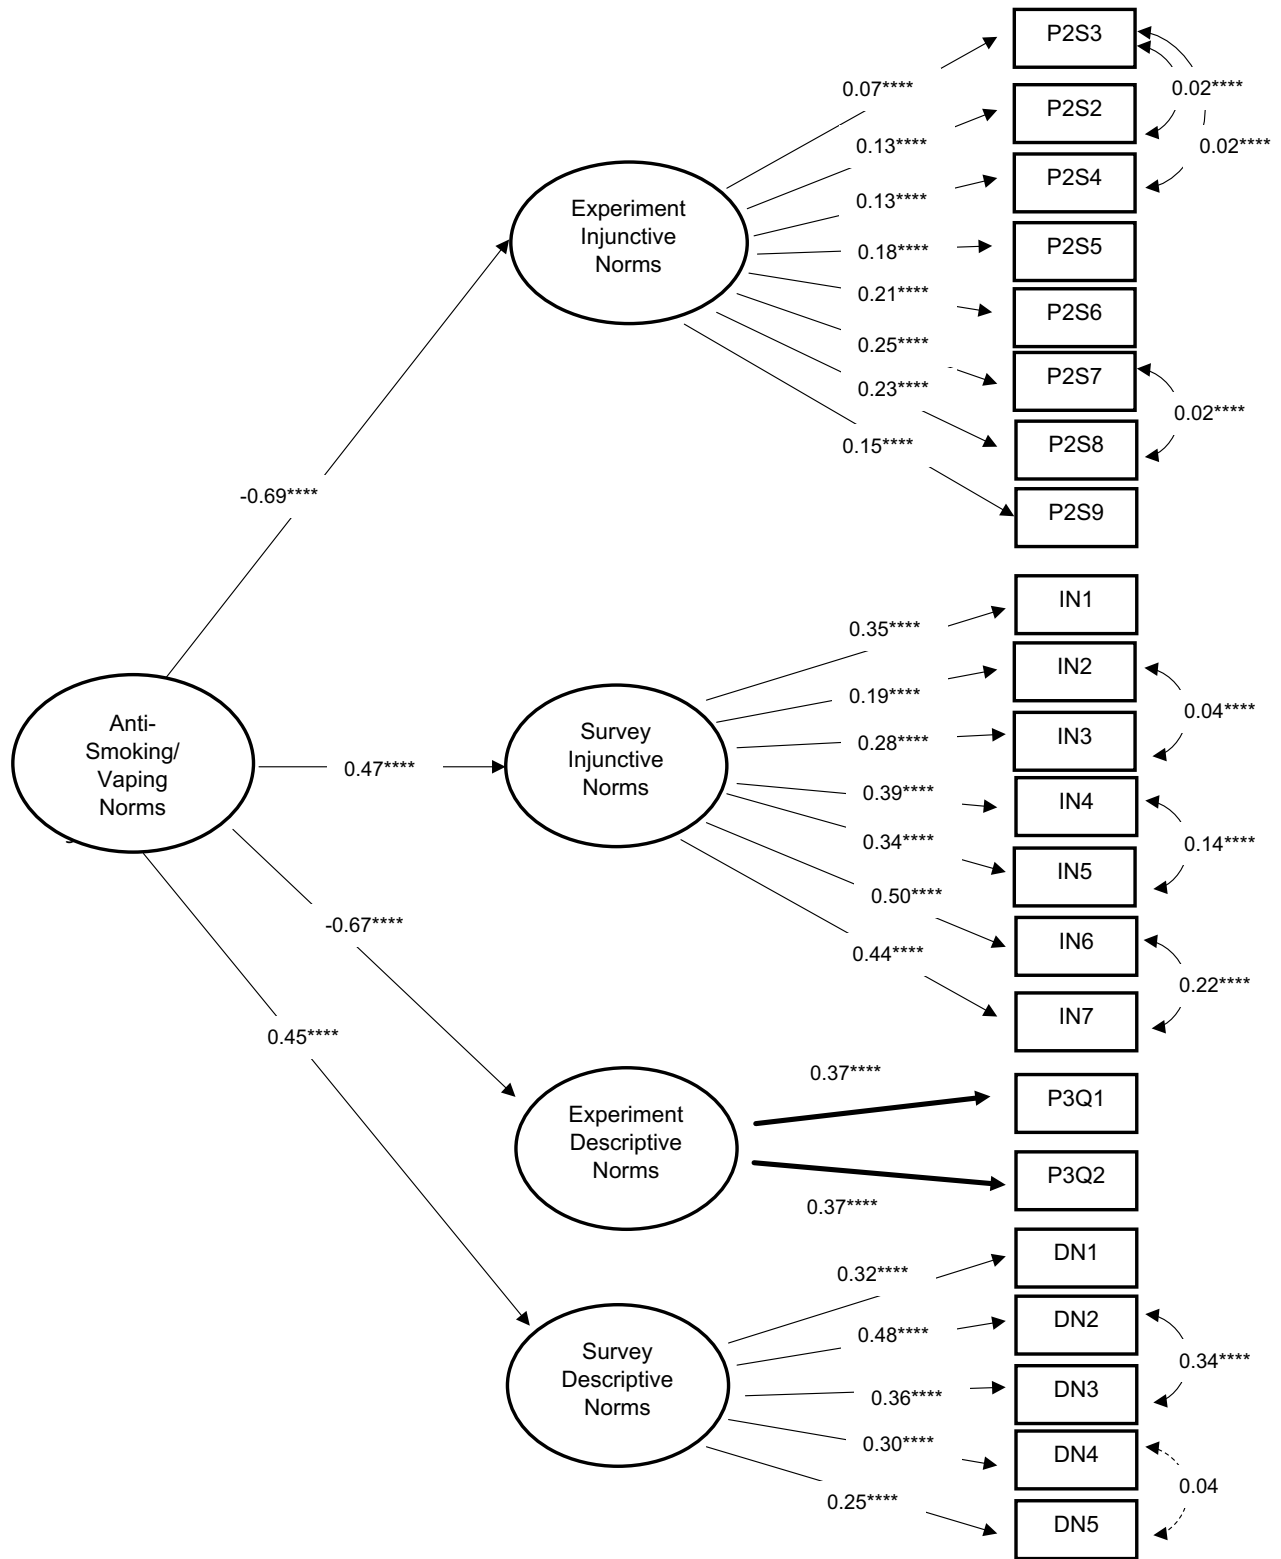 P2S3
0.07****
0.02****
P2S2
0.13****
0.02****
P2S4
0.13****
Experiment
Injunctive
Norms
P2S5
0.18****
0.21****
P2S6
0.25****
P2S7
0.23****
0.02****
P2S8
0.15****
-0.69****
P2S9
IN1
0.35****
IN2
0.19****
0.04****
Anti-
Smoking/
Vaping
Norms
Survey
Injunctive
Norms
0.28****
IN3
0.47****
0.39****
IN4
0.34****
0.14****
IN5
0.50****
-0.67****
IN6
0.44****
0.22****
IN7
0.45****
0.37****
P3Q1
Experiment
Descriptive
Norms
P3Q2
0.37****
DN1
0.32****
DN2
0.48****
0.34****
Survey
Descriptive
Norms
DN3
0.36****
0.30****
DN4
0.04
0.25****
DN5